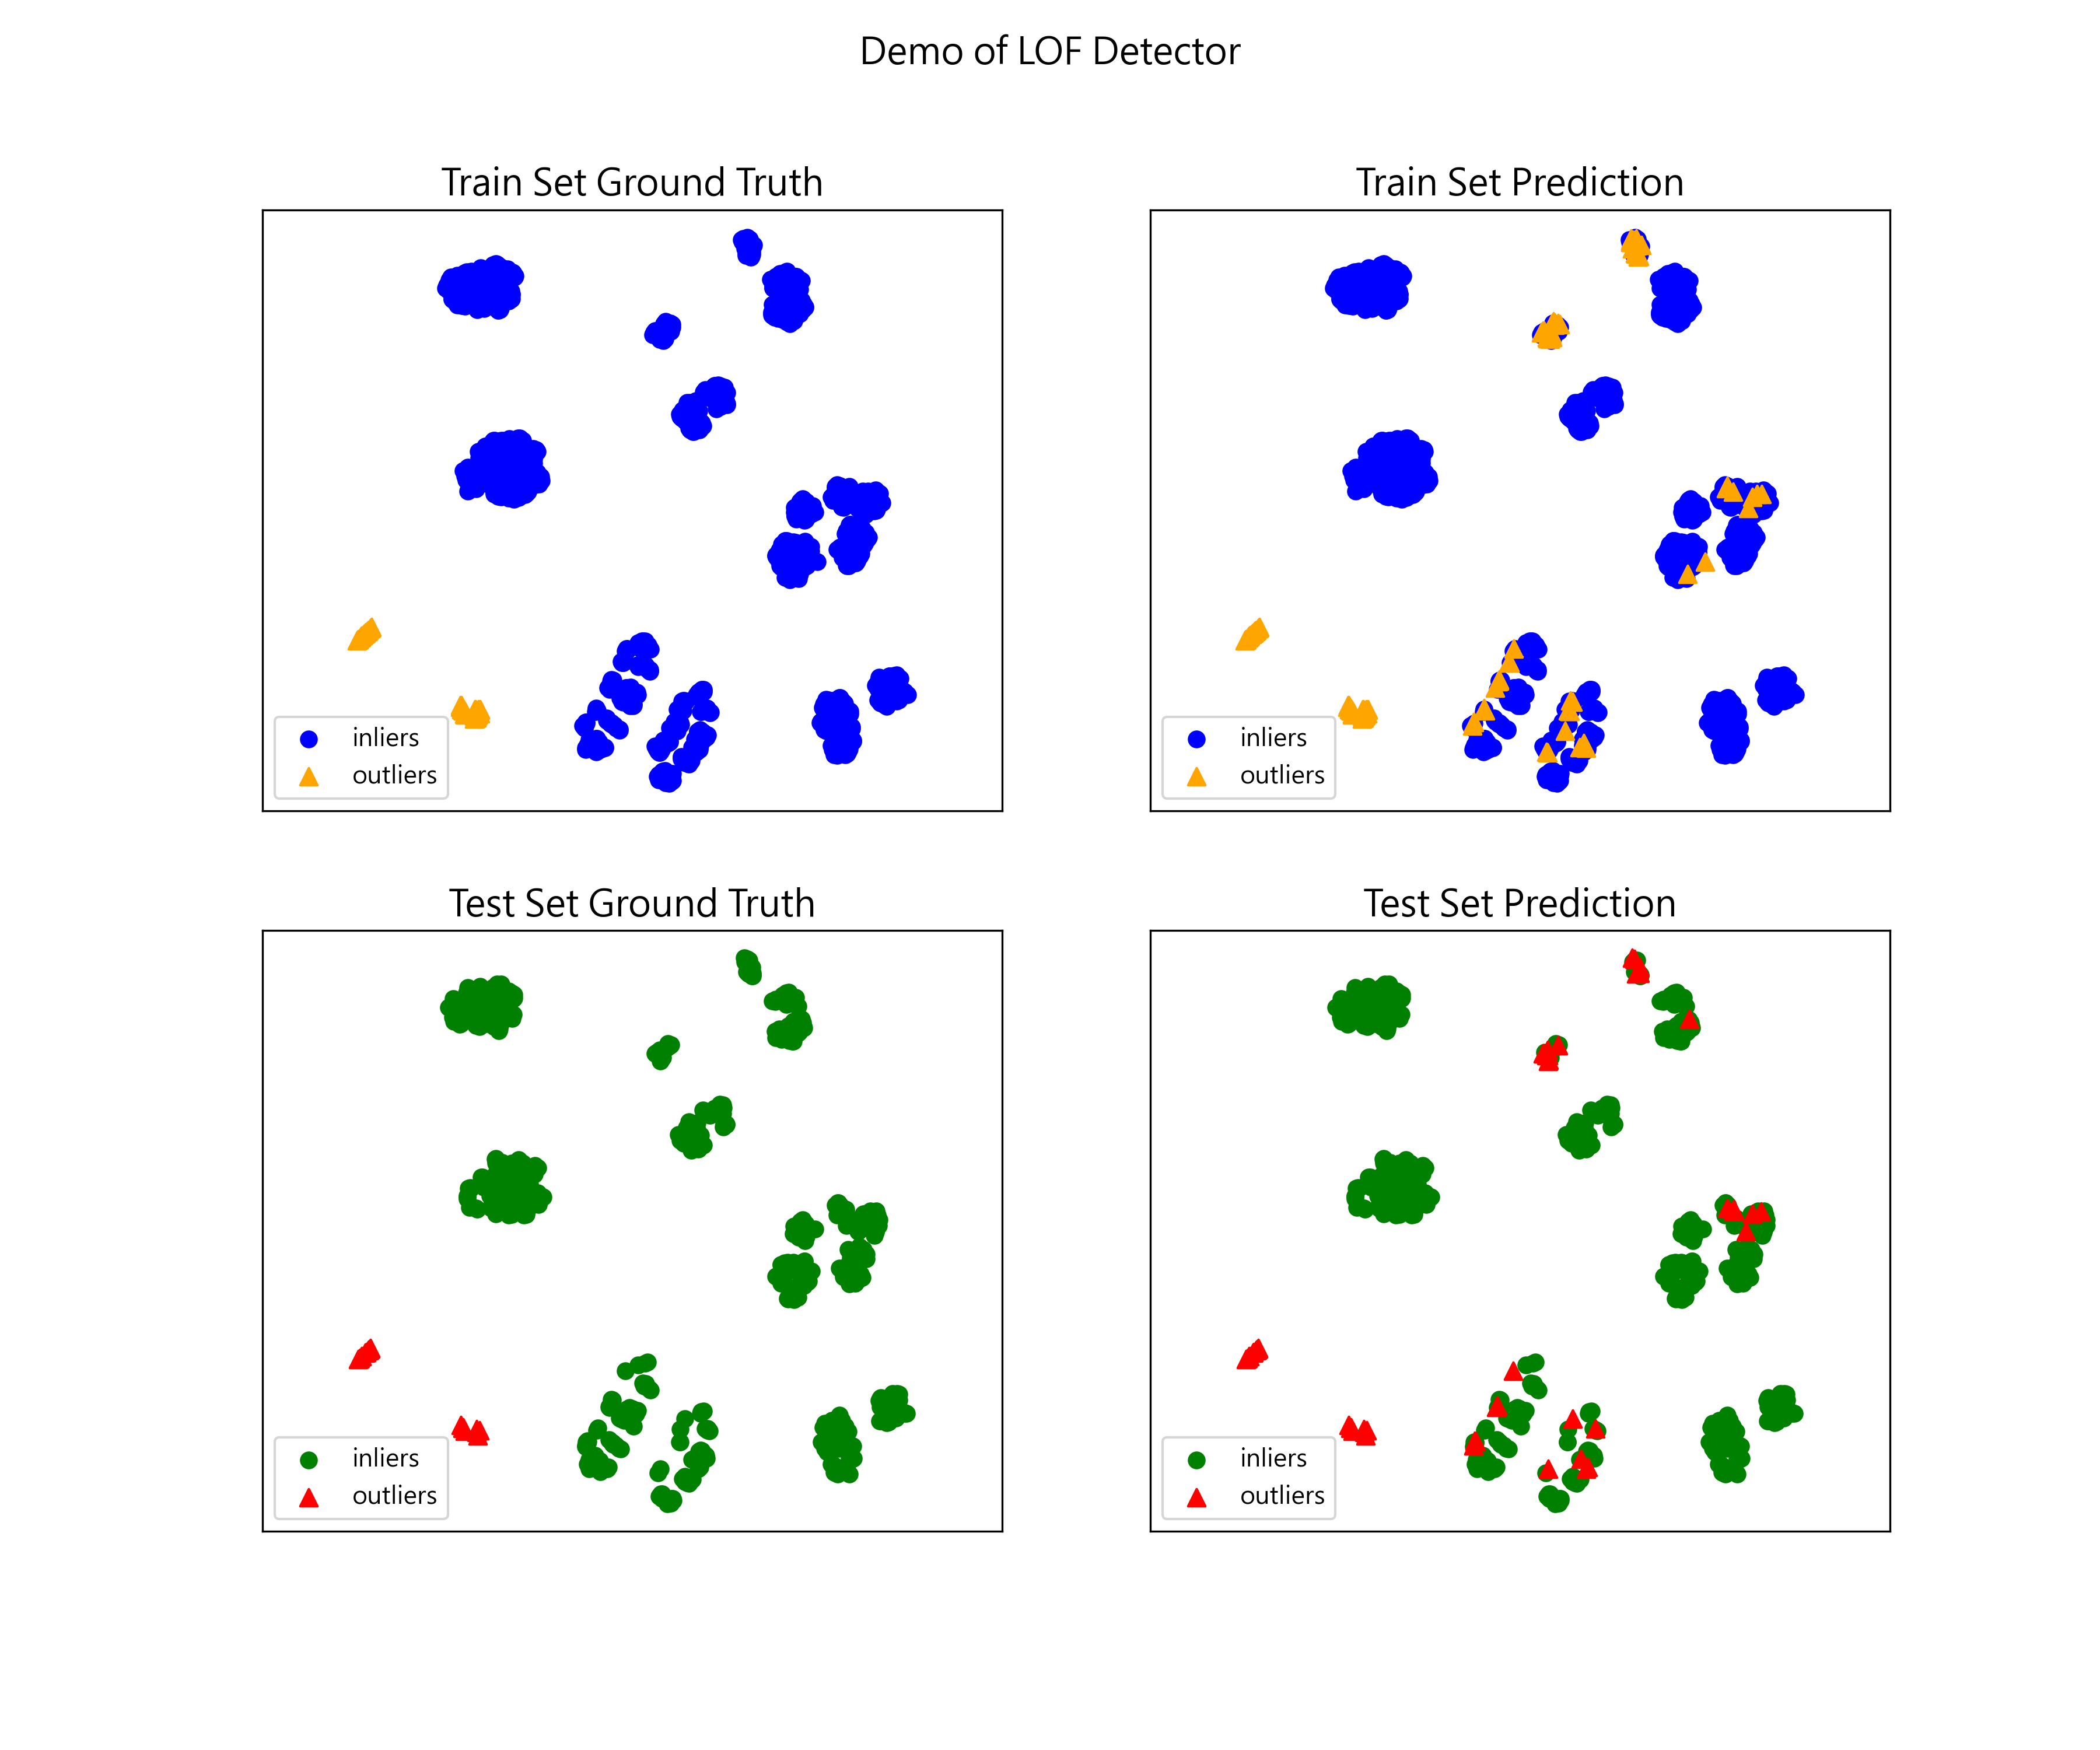 Demo of LOF Detector
Train Set Ground Truth
Train Set Prediction
inliers
outliers
inliers
outliers
Test Set Ground Truth
Test Set Prediction
inliers
outliers
inliers
outliers